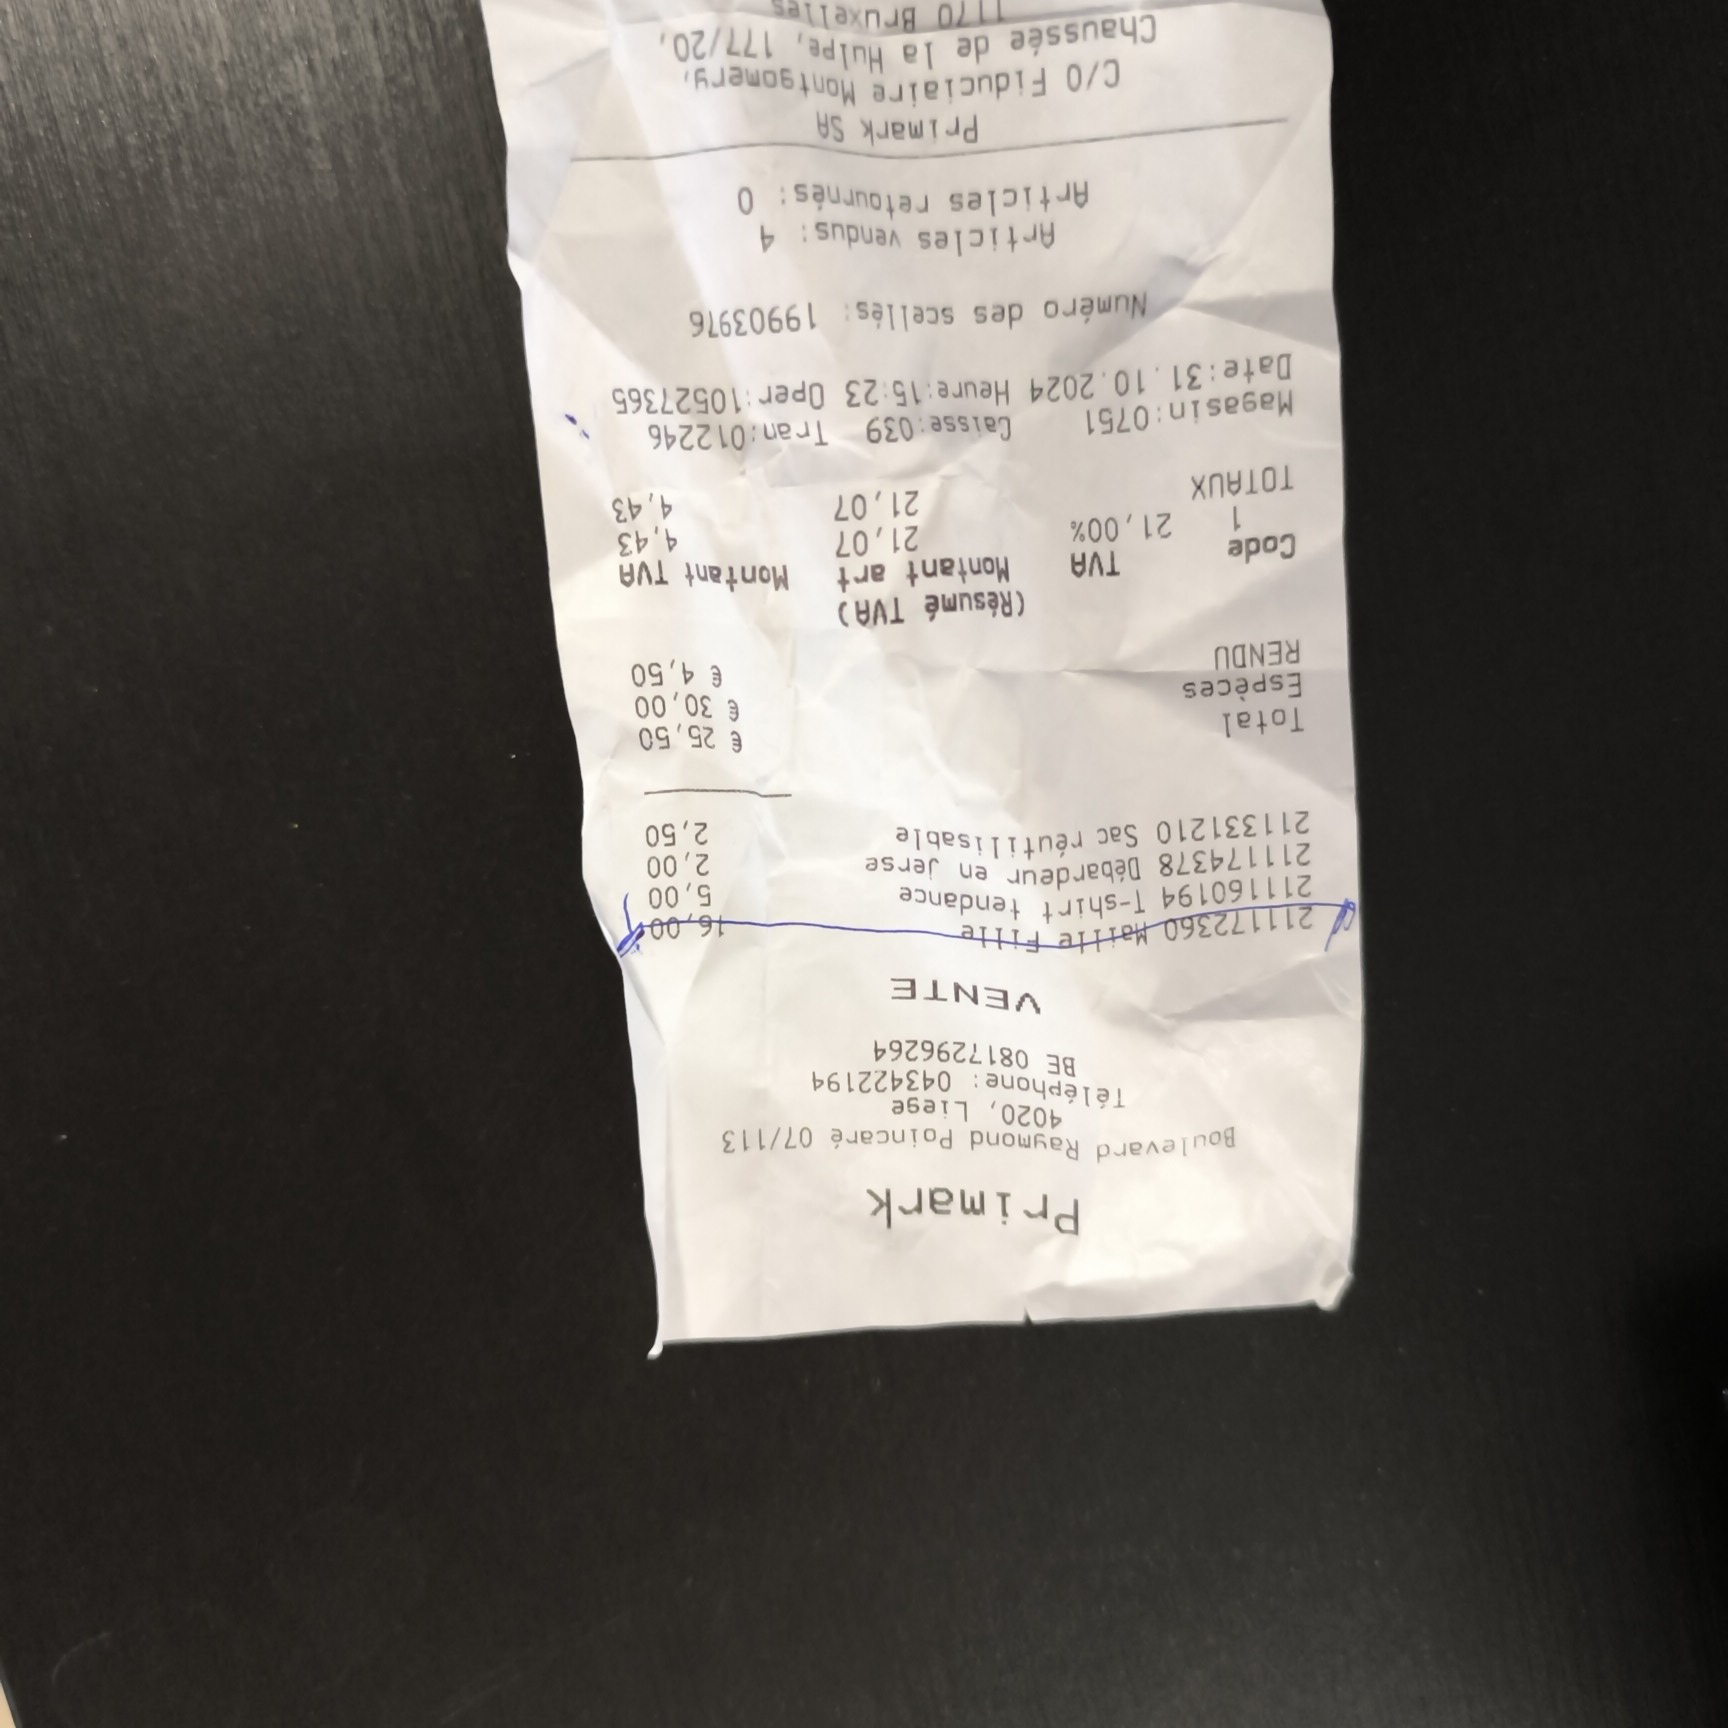 Primark
Boulevard Raymond Poincaré 07/113
4020, Liege
Téléphone: 043422194
BE 0817296264
VENTE
211172360 Maille Fille 16,00
211160194 T-shirt tendance 5,00
211174378 Débardeur en jerse 2,00
211331210 Sac réutilisable 2,50
Total € 25,50
Espèces € 30,00
RENDU € 4,50
(Résumé TVA)
Code TVA Montant art Montant TVA
1 21,00% 21,07 4,43
TOTAUX 21,07 4,43
Magasin:0751 Caisse:039 Tran:012246
Date:31.10.2024 Heure:15:23 Oper:10527365
Numéro des scellés: 19903976
Articles vendus: 4
Articles retournés: 0
Primark SA
C/O Fiduciaire Montgomery,
Chaussée de la Hulpe, 177/20,
1170 Bruxelles